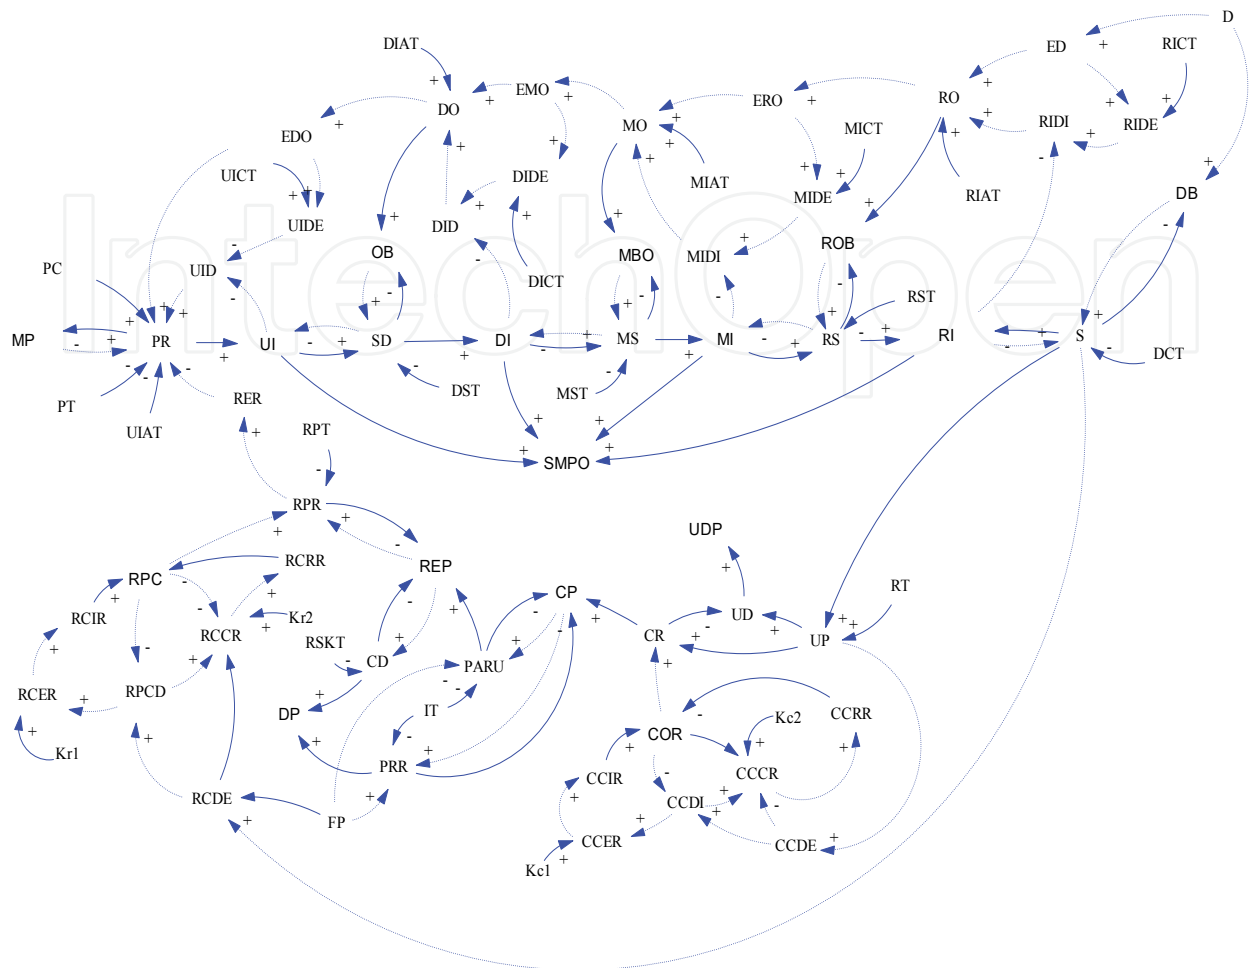 D
DIAT
ED
RICT
EMO
ERO
RO
DO
MO
RIDI
RIDE
EDO
MICT
UICT
DIDE
MIAT
MIDE
RIAT
DB
UIDE
DID
OB
MBO
MIDI
ROB
PC
UID
DICT
RST
MP
PR
UI
SD
DI
MS
MI
RS
RI
S
DCT
PT
RER
DST
MST
UIAT
RPT
SMPO
RPR
UDP
RPC
RCRR
REP
CP
RT
RCIR
Kr2
UD
RCCR
RSKT
CR
UP
CD
PARU
RCER
RPCD
DP
IT
COR
CCRR
Kc2
Kr1
PRR
CCIR
CCCR
RCDE
FP
CCDI
CCER
CCDE
Kc1
IntechOpen